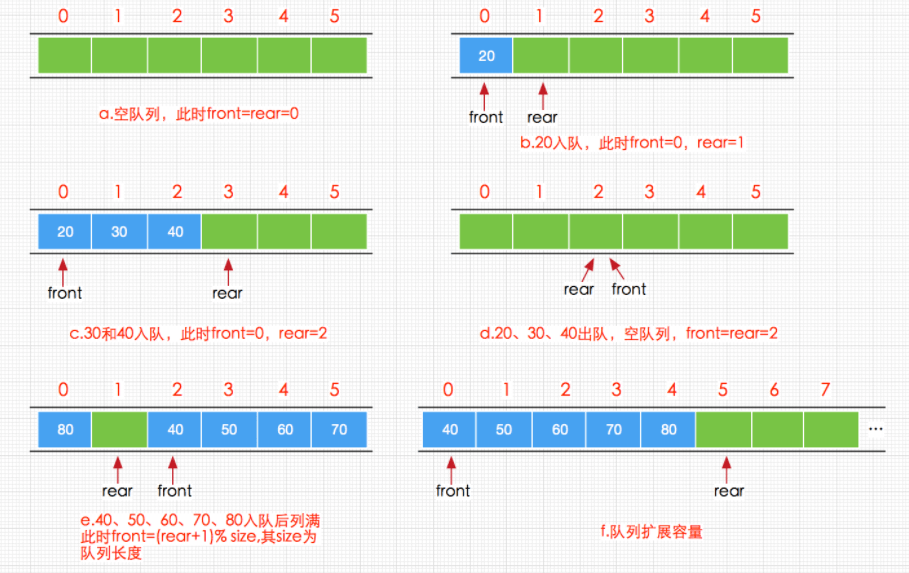 0 1 2 3 4 5
a.空队列，此时front=rear=0
0 1 2 3 4 5
20
front rear
b.20入队，此时front=0，rear=1
0 1 2 3 4 5
20 30 40
front rear
c.30和40入队，此时front=0，rear=2
0 1 2 3 4 5
rear front
d.20、30、40出队，空队列，front=rear=2
0 1 2 3 4 5
80 40 50 60 70
rear front
e.40、50、60、70、80入队后列满
此时front=(rear+1)% size,其size为
队列长度
0 1 2 3 4 5 6 7
40 50 60 70 80 ...
front rear
f.队列扩展容量